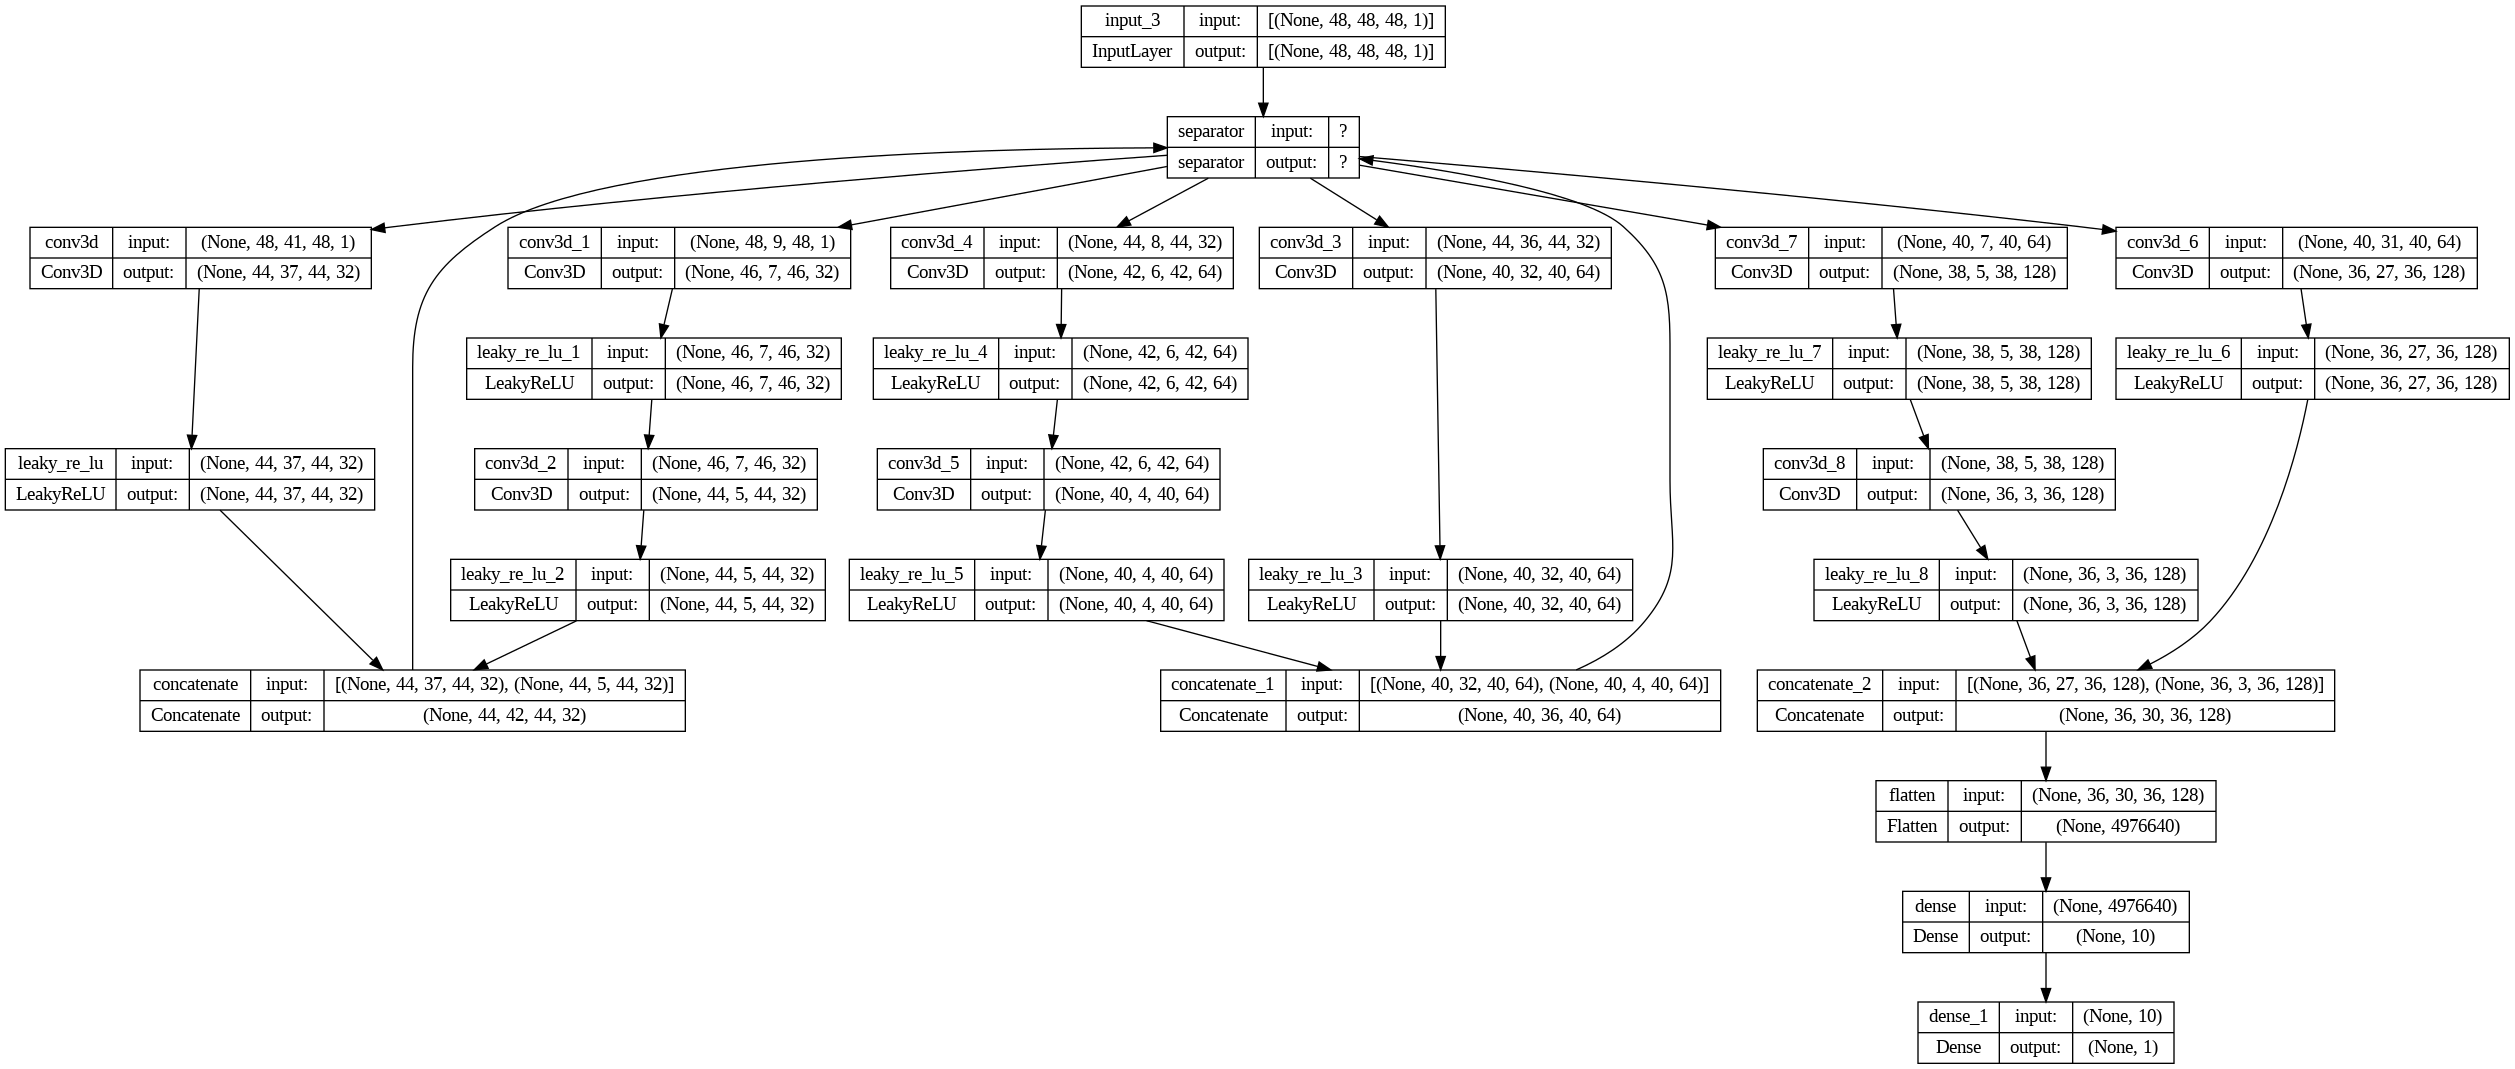 input_3 input: [(None, 48, 48, 48, 1)]
InputLayer output: [(None, 48, 48, 48, 1)]
separator input: ?
separator output: ?
conv3d input: (None, 48, 41, 48, 1)
Conv3D output: (None, 44, 37, 44, 32)
conv3d_1 input: (None, 48, 9, 48, 1)
Conv3D output: (None, 46, 7, 46, 32)
conv3d_4 input: (None, 44, 8, 44, 32)
Conv3D output: (None, 42, 6, 42, 64)
conv3d_3 input: (None, 44, 36, 44, 32)
Conv3D output: (None, 40, 32, 40, 64)
conv3d_7 input: (None, 40, 7, 40, 64)
Conv3D output: (None, 38, 5, 38, 128)
conv3d_6 input: (None, 40, 31, 40, 64)
Conv3D output: (None, 36, 27, 36, 128)
leaky_re_lu_1 input: (None, 46, 7, 46, 32)
LeakyReLU output: (None, 46, 7, 46, 32)
leaky_re_lu_4 input: (None, 42, 6, 42, 64)
LeakyReLU output: (None, 42, 6, 42, 64)
leaky_re_lu_7 input: (None, 38, 5, 38, 128)
LeakyReLU output: (None, 38, 5, 38, 128)
leaky_re_lu_6 input: (None, 36, 27, 36, 128)
LeakyReLU output: (None, 36, 27, 36, 128)
leaky_re_lu input: (None, 44, 37, 44, 32)
LeakyReLU output: (None, 44, 37, 44, 32)
conv3d_2 input: (None, 46, 7, 46, 32)
Conv3D output: (None, 44, 5, 44, 32)
conv3d_5 input: (None, 42, 6, 42, 64)
Conv3D output: (None, 40, 4, 40, 64)
conv3d_8 input: (None, 38, 5, 38, 128)
Conv3D output: (None, 36, 3, 36, 128)
leaky_re_lu_2 input: (None, 44, 5, 44, 32)
LeakyReLU output: (None, 44, 5, 44, 32)
leaky_re_lu_5 input: (None, 40, 4, 40, 64)
LeakyReLU output: (None, 40, 4, 40, 64)
leaky_re_lu_3 input: (None, 40, 32, 40, 64)
LeakyReLU output: (None, 40, 32, 40, 64)
leaky_re_lu_8 input: (None, 36, 3, 36, 128)
LeakyReLU output: (None, 36, 3, 36, 128)
concatenate input: [(None, 44, 37, 44, 32), (None, 44, 5, 44, 32)]
Concatenate output: (None, 44, 42, 44, 32)
concatenate_1 input: [(None, 40, 32, 40, 64), (None, 40, 4, 40, 64)]
Concatenate output: (None, 40, 36, 40, 64)
concatenate_2 input: [(None, 36, 27, 36, 128), (None, 36, 3, 36, 128)]
Concatenate output: (None, 36, 30, 36, 128)
flatten input: (None, 36, 30, 36, 128)
Flatten output: (None, 4976640)
dense input: (None, 4976640)
Dense output: (None, 10)
dense_1 input: (None, 10)
Dense output: (None, 1)